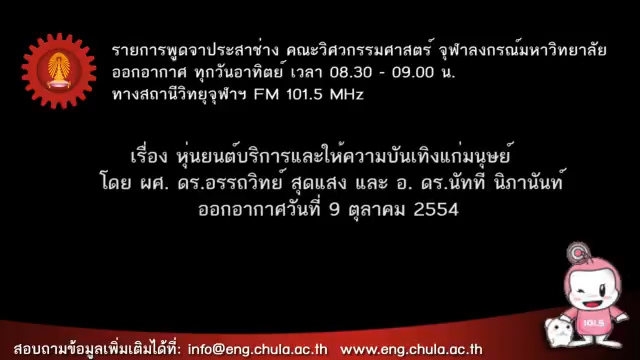 รายการพูดจาประสาช่าง คณะวิศวกรรมศาสตร์ จุฬาลงกรณ์มหาวิทยาลัย
ออกอากาศ ทุกวันอาทิตย์ เวลา 08.30 - 09.00 น.
ทางสถานีวิทยุจุฬาฯ FM 101.5 MHz
เรื่อง หุ่นยนต์บริการและให้ความบันเทิงแก่มนุษย์
โดย ผศ. ดร.อรรถวิทย์ สุดแสง และ อ. ดร.นัททึ นิภานันท์
ออกอากาศวันที่ 9 ตุลาคม 2554
101.5
สอบถามข้อมูลเพิ่มเติมได้ที่: info@eng.chula.ac.th www.eng.chula.ac.th